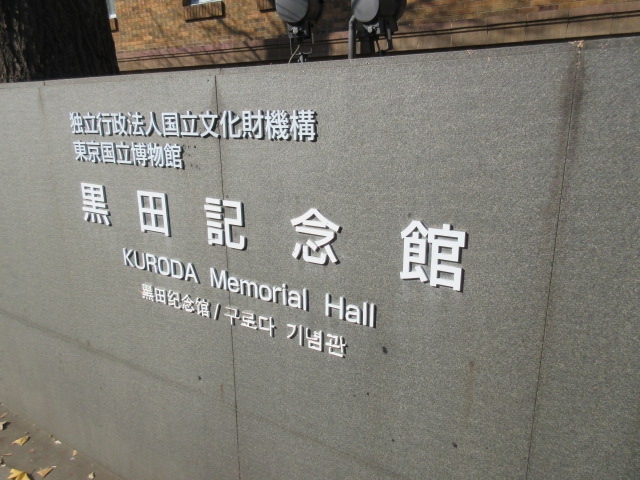 独立行政法人国立文化財機構
東京国立博物館
黒田記念館
KURODA Memorial Hall
黑田纪念馆/구로다 기념관